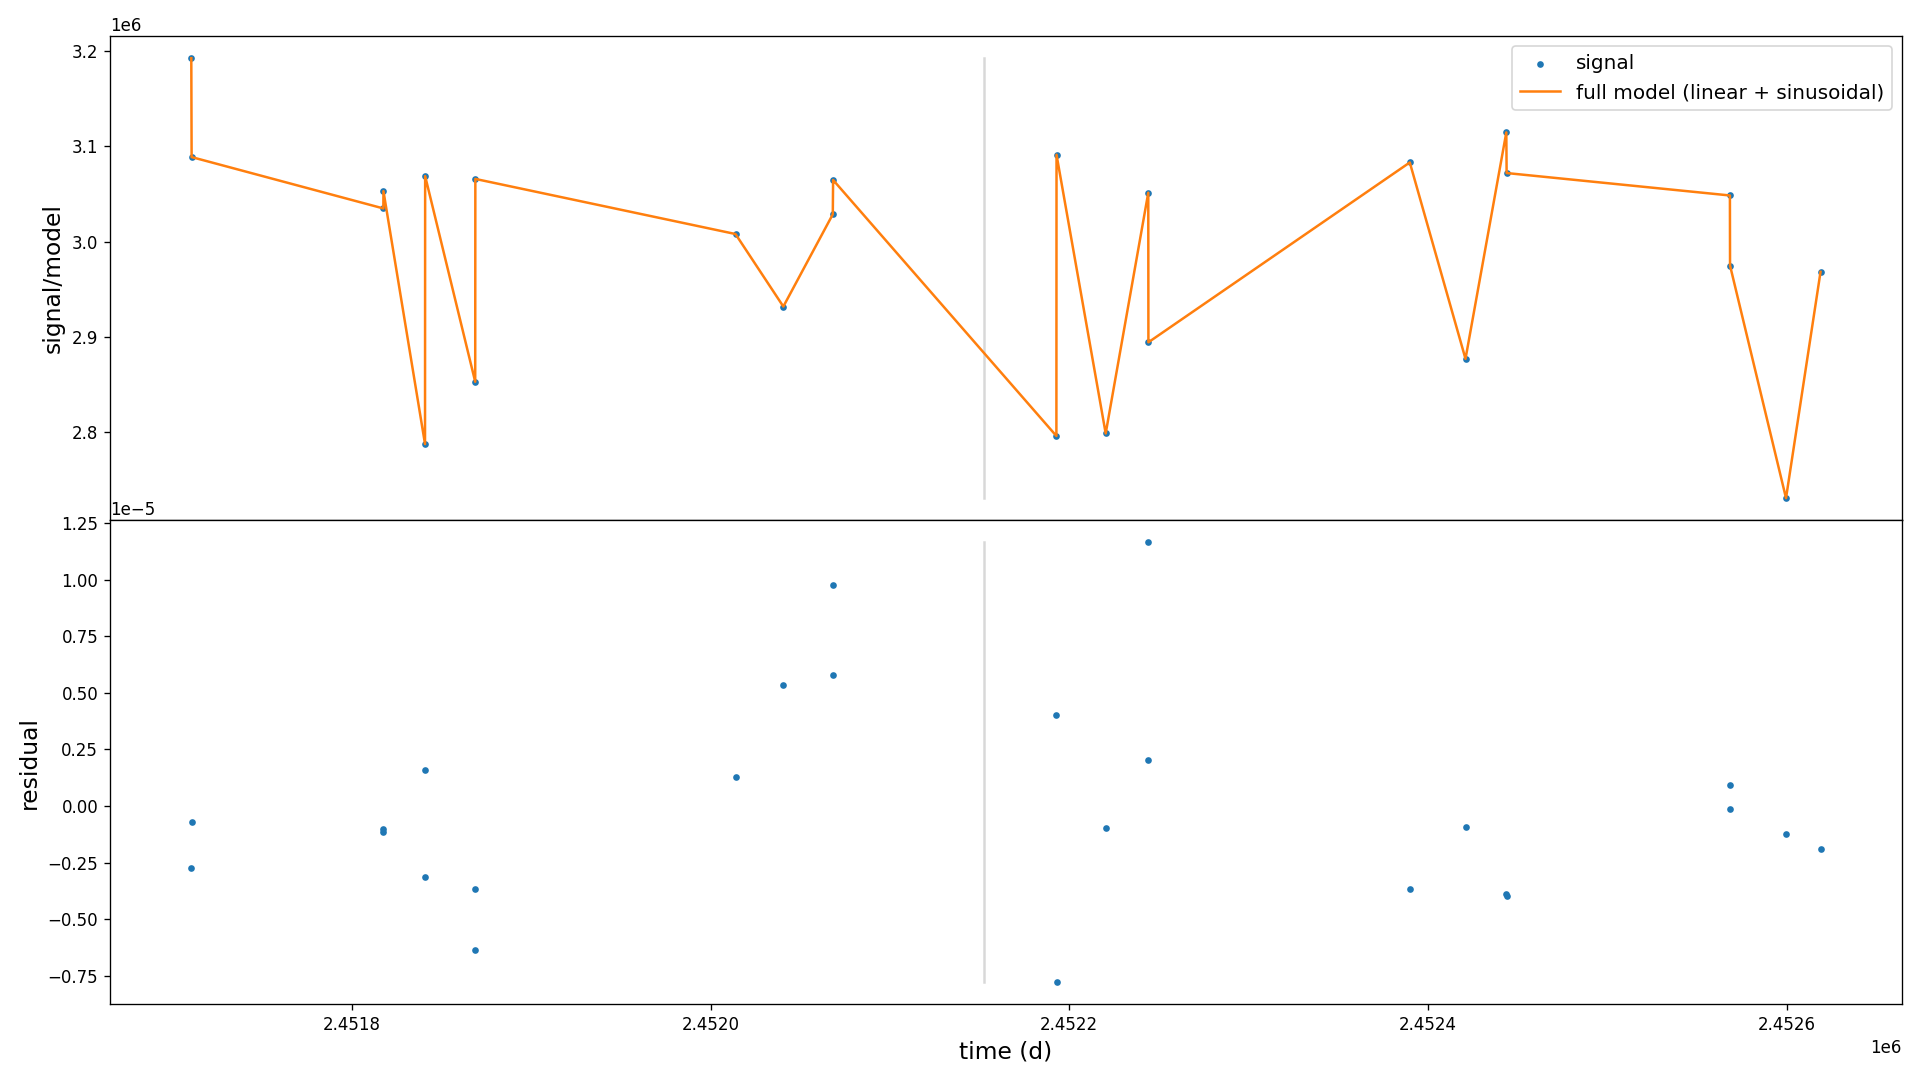 1e6
3.2
3.1
3.0
2.9
2.8
signal/model
signal
full model (linear + sinusoidal)
1e−5
1.25
1.00
0.75
0.50
0.25
0.00
−0.25
−0.50
−0.75
residual
2.4518 2.4520 2.4522 2.4524 2.4526
time (d)
1e6